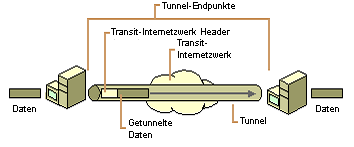 Tunnel-Endpunkte
Transit-Internetzwerk Header
Transit-
Internetzwerk
Daten
Daten
Getunnelte
Daten
Tunnel